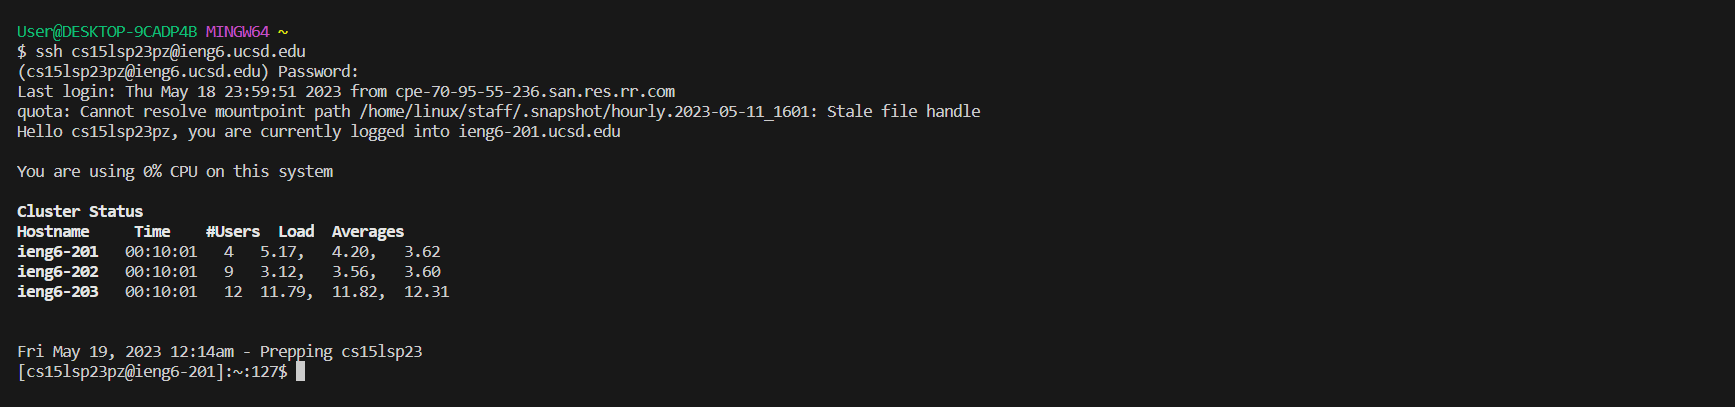 User@DESKTOP-9CADP4B MINGW64 ~
$ ssh cs15lsp23pz@ieng6.ucsd.edu
(cs15lsp23pz@ieng6.ucsd.edu) Password:
Last login: Thu May 18 23:59:51 2023 from cpe-70-95-55-236.san.res.rr.com
quota: Cannot resolve mountpoint path /home/linux/staff/.snapshot/hourly.2023-05-11_1601: Stale file handle
Hello cs15lsp23pz, you are currently logged into ieng6-201.ucsd.edu
You are using 0% CPU on this system
Cluster Status
Hostname     Time    #Users  Load  Averages
ieng6-201   00:10:01   4   5.17,   4.20,   3.62
ieng6-202   00:10:01   9   3.12,   3.56,   3.60
ieng6-203   00:10:01   12  11.79,  11.82,  12.31
Fri May 19, 2023 12:14am - Prepping cs15lsp23
[cs15lsp23pz@ieng6-201]:~:127$